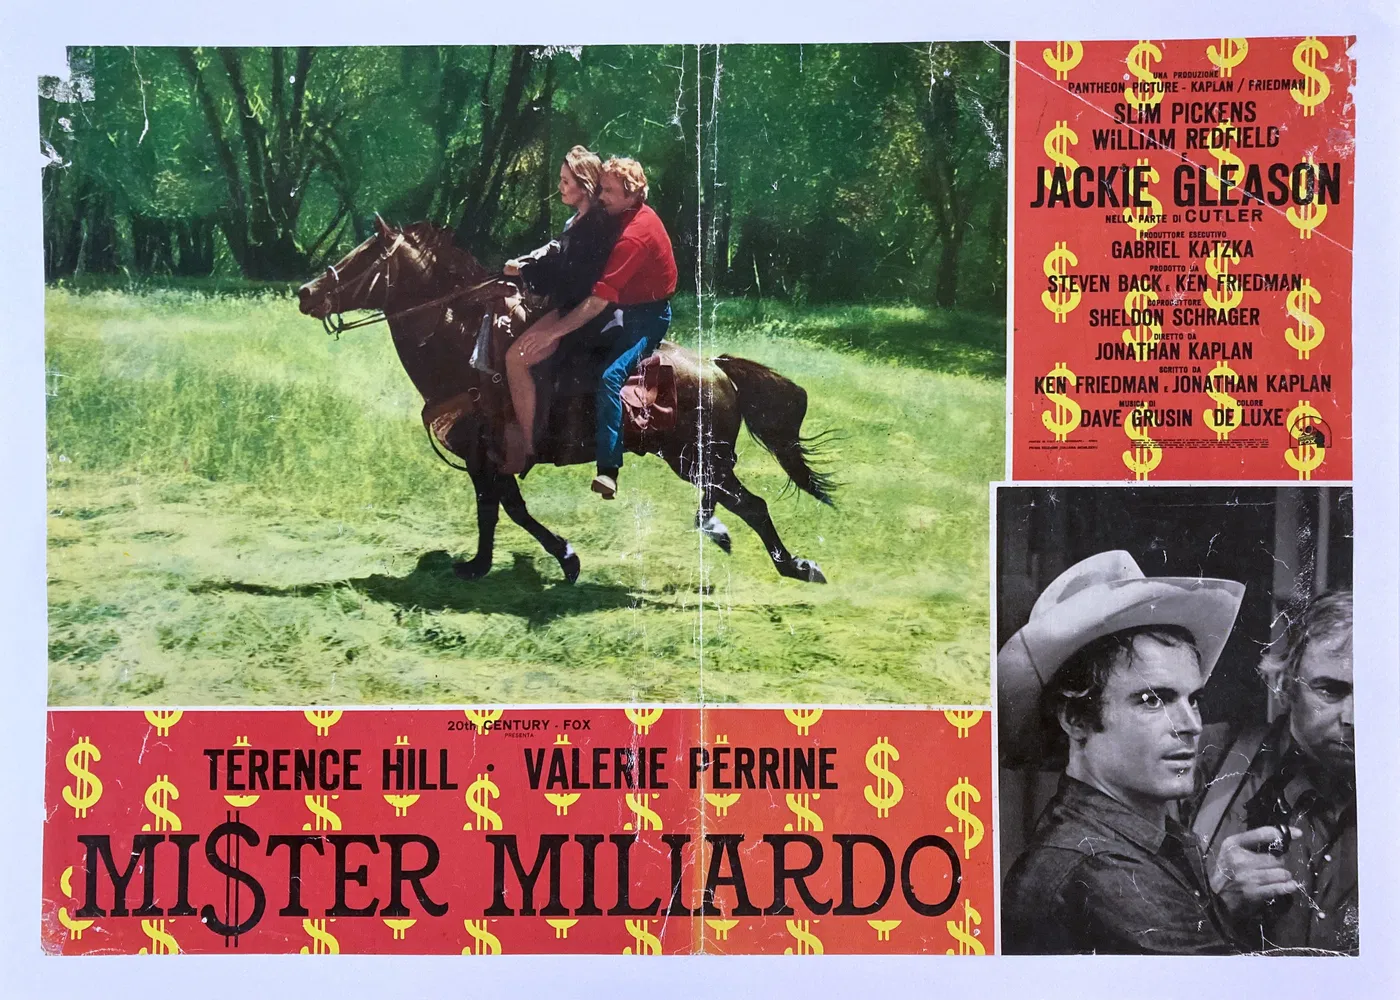 UNA PRODUZIONE
PANTHEON PICTURE - KAPLAN / FRIEDMAN
SLIM PICKENS
WILLIAM REDFIELD
E
JACKIE GLEASON
NELLA PARTE DI CUTLER
PRODUTTORE ESECUTIVO
GABRIEL KATZKA
PRODOTTO DA
STEVEN BACK E KEN FRIEDMAN
COPRODUTTORE
SHELDON SCHRAGER
DIRETTO DA
JONATHAN KAPLAN
SCRITTO DA
KEN FRIEDMAN E JONATHAN KAPLAN
MUSICA DI COLORE
DAVE GRUSIN DE LUXE
20th CENTURY - FOX
PRESENTA
TERENCE HILL · VALERIE PERRINE
MI$TER MILIARDO